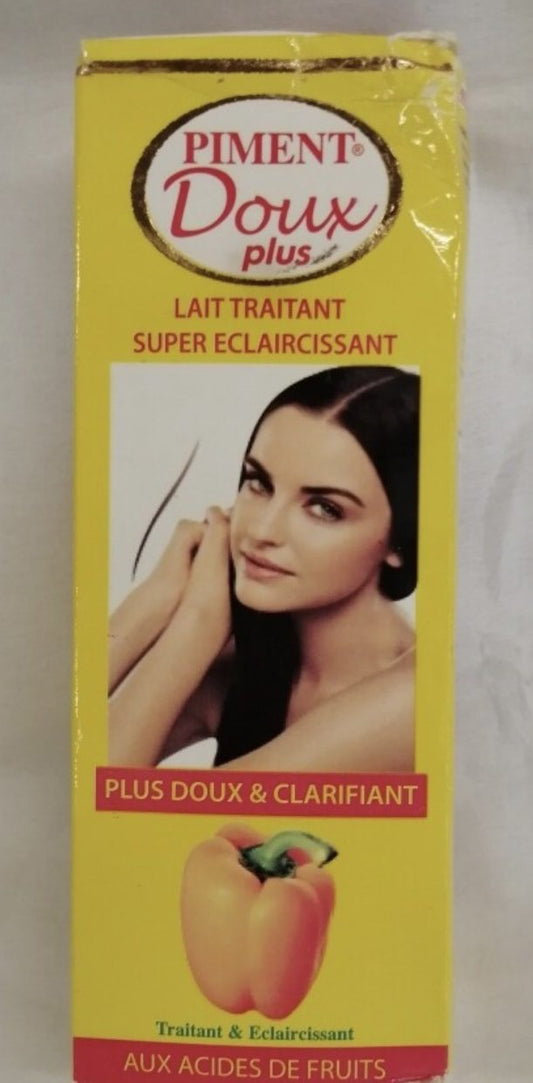 PIMENT®
Doux
plus
LAIT TRAITANT
SUPER ECLAIRCISSANT
PLUS DOUX & CLARIFIANT
Traitant & Eclaircissant
AUX ACIDES DE FRUITS